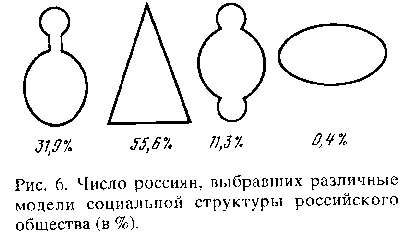 31,9% 55,6% 11,3% 0,4%
Рис. 6. Число россиян, выбравших различные
модели социальной структуры российского
общества (в %).